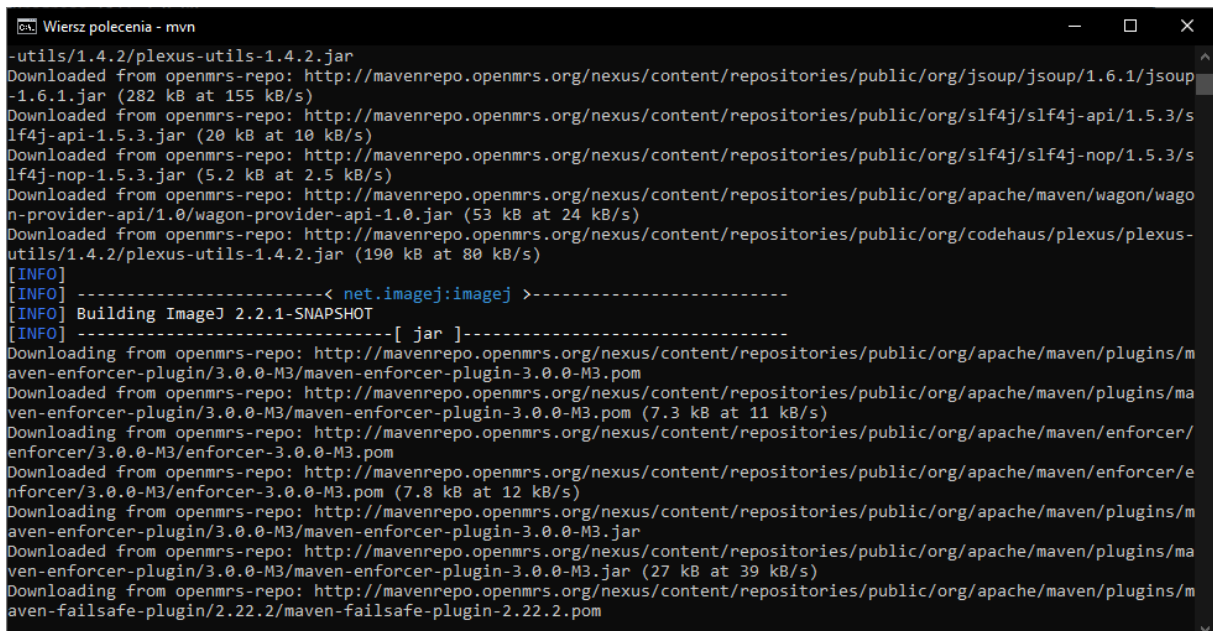 Wiersz polecenia - mvn
-utils/1.4.2/plexus-utils-1.4.2.jar
Downloaded from openmrs-repo: http://mavenrepo.openmrs.org/nexus/content/repositories/public/org/jsoup/jsoup/1.6.1/jsoup
-1.6.1.jar (282 kB at 155 kB/s)
Downloaded from openmrs-repo: http://mavenrepo.openmrs.org/nexus/content/repositories/public/org/slf4j/slf4j-api/1.5.3/s
lf4j-api-1.5.3.jar (20 kB at 10 kB/s)
Downloaded from openmrs-repo: http://mavenrepo.openmrs.org/nexus/content/repositories/public/org/slf4j/slf4j-nop/1.5.3/s
lf4j-nop-1.5.3.jar (5.2 kB at 2.5 kB/s)
Downloaded from openmrs-repo: http://mavenrepo.openmrs.org/nexus/content/repositories/public/org/apache/maven/wagon/wago
n-provider-api/1.0/wagon-provider-api-1.0.jar (53 kB at 24 kB/s)
Downloaded from openmrs-repo: http://mavenrepo.openmrs.org/nexus/content/repositories/public/org/codehaus/plexus/plexus-
utils/1.4.2/plexus-utils-1.4.2.jar (190 kB at 80 kB/s)
[INFO]
[INFO] --------------------------< net.imagej:imagej >--------------------------
[INFO] Building ImageJ 2.2.1-SNAPSHOT
[INFO] --------------------------------[ jar ]---------------------------------
Downloading from openmrs-repo: http://mavenrepo.openmrs.org/nexus/content/repositories/public/org/apache/maven/plugins/m
aven-enforcer-plugin/3.0.0-M3/maven-enforcer-plugin-3.0.0-M3.pom
Downloaded from openmrs-repo: http://mavenrepo.openmrs.org/nexus/content/repositories/public/org/apache/maven/plugins/ma
ven-enforcer-plugin/3.0.0-M3/maven-enforcer-plugin-3.0.0-M3.pom (7.3 kB at 11 kB/s)
Downloading from openmrs-repo: http://mavenrepo.openmrs.org/nexus/content/repositories/public/org/apache/maven/enforcer/
enforcer/3.0.0-M3/enforcer-3.0.0-M3.pom
Downloaded from openmrs-repo: http://mavenrepo.openmrs.org/nexus/content/repositories/public/org/apache/maven/enforcer/e
nforcer/3.0.0-M3/enforcer-3.0.0-M3.pom (7.8 kB at 12 kB/s)
Downloading from openmrs-repo: http://mavenrepo.openmrs.org/nexus/content/repositories/public/org/apache/maven/plugins/m
aven-enforcer-plugin/3.0.0-M3/maven-enforcer-plugin-3.0.0-M3.jar
Downloaded from openmrs-repo: http://mavenrepo.openmrs.org/nexus/content/repositories/public/org/apache/maven/plugins/ma
ven-enforcer-plugin/3.0.0-M3/maven-enforcer-plugin-3.0.0-M3.jar (27 kB at 39 kB/s)
Downloading from openmrs-repo: http://mavenrepo.openmrs.org/nexus/content/repositories/public/org/apache/maven/plugins/m
aven-failsafe-plugin/2.22.2/maven-failsafe-plugin-2.22.2.pom